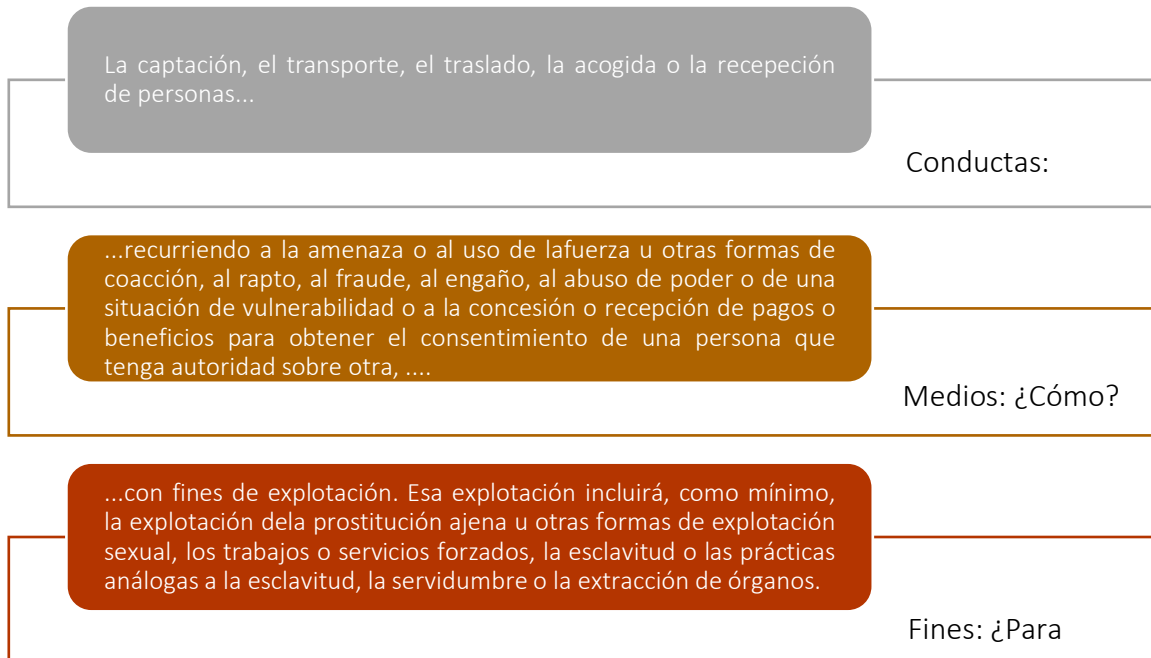 La captación, el transporte, el traslado, la acogida o la recepeción
de personas...
Conductas:
...recurriendo a la amenaza o al uso de lafuerza u otras formas de
coacción, al rapto, al fraude, al engaño, al abuso de poder o de una
situación de vulnerabilidad o a la concesión o recepción de pagos o
beneficios para obtener el consentimiento de una persona que
tenga autoridad sobre otra, ....
Medios: ¿Cómo?
...con fines de explotación. Esa explotación incluirá, como mínimo,
la explotación dela prostitución ajena u otras formas de explotación
sexual, los trabajos o servicios forzados, la esclavitud o las prácticas
análogas a la esclavitud, la servidumbre o la extracción de órganos.
Fines: ¿Para